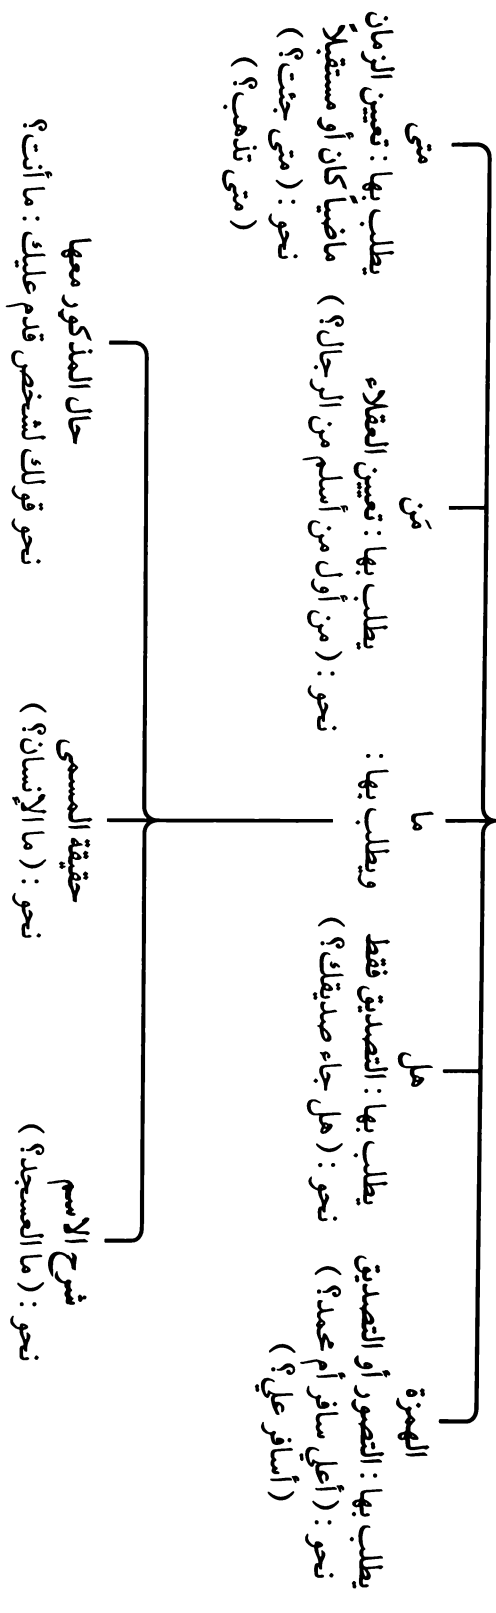 الهمزة
يطلب بها : التصور أو التصديق
نحو : (أعلي سافر أم محمد؟)
(أسافر علي؟)
هل
يطلب بها : التصديق فقط
نحو : (هل جاء صديقك؟)
ما
ويطلب بها :
مَن
يطلب بها : تعيين العقلاء
نحو : (من أول من أسلم من الرجال؟)
متى
يطلب بها : تعيين الزمان
ماضياً كان أو مستقبلاً
نحو : (متى جئت؟)
(متى تذهب؟)
شرح الاسم
نحو : (ما العسجد؟)
حقيقة المسمى
نحو : (ما الإنسان؟)
حال المذكور معها
نحو قولك لشخص قدم عليك : ما أنت؟